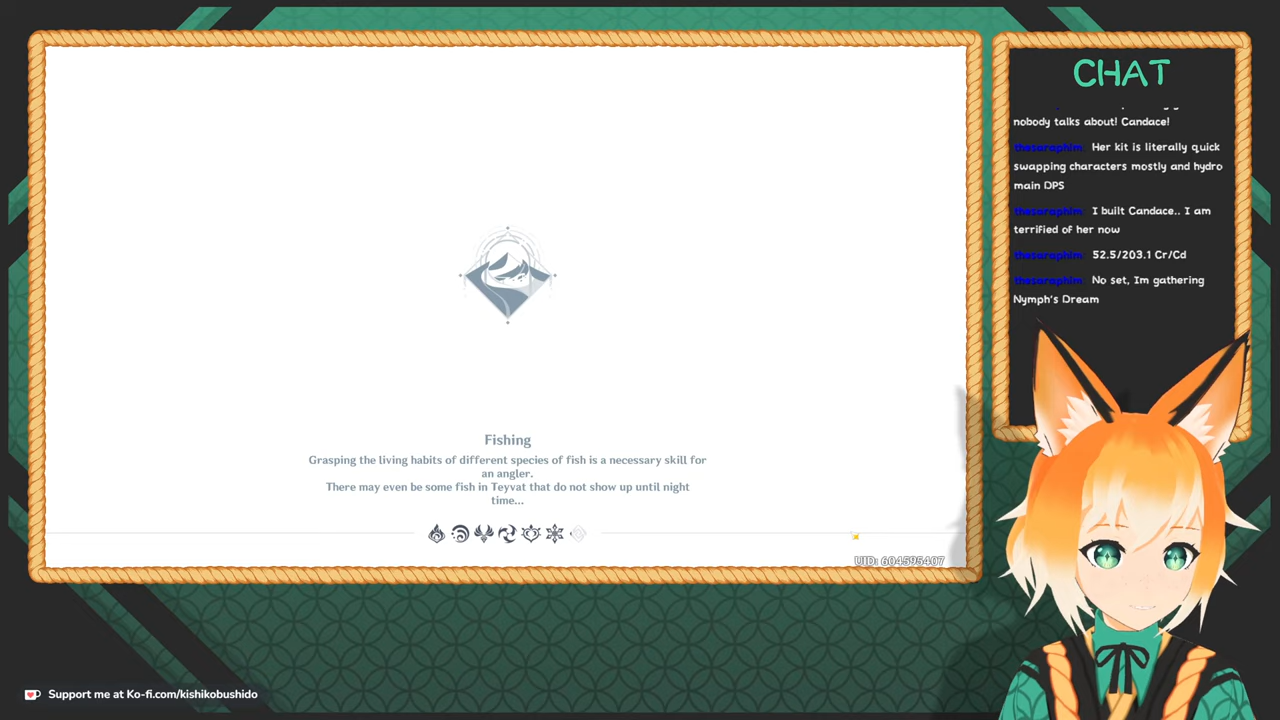 CHAT
nobody talks about! Candace!
thesaraphim: Her kit is literally quick
swapping characters mostly and hydro
main DPS
thesaraphim: I built Candace.. I am
terrified of her now
thesaraphim: 52.5/203.1 Cr/Cd
thesaraphim: No set, Im gathering
Nymph's Dream
Fishing
Grasping the living habits of different species of fish is a necessary skill for
an angler.
There may even be some fish in Teyvat that do not show up until night
time...
UID: 604595407
Support me at Ko-fi.com/kishikobushido